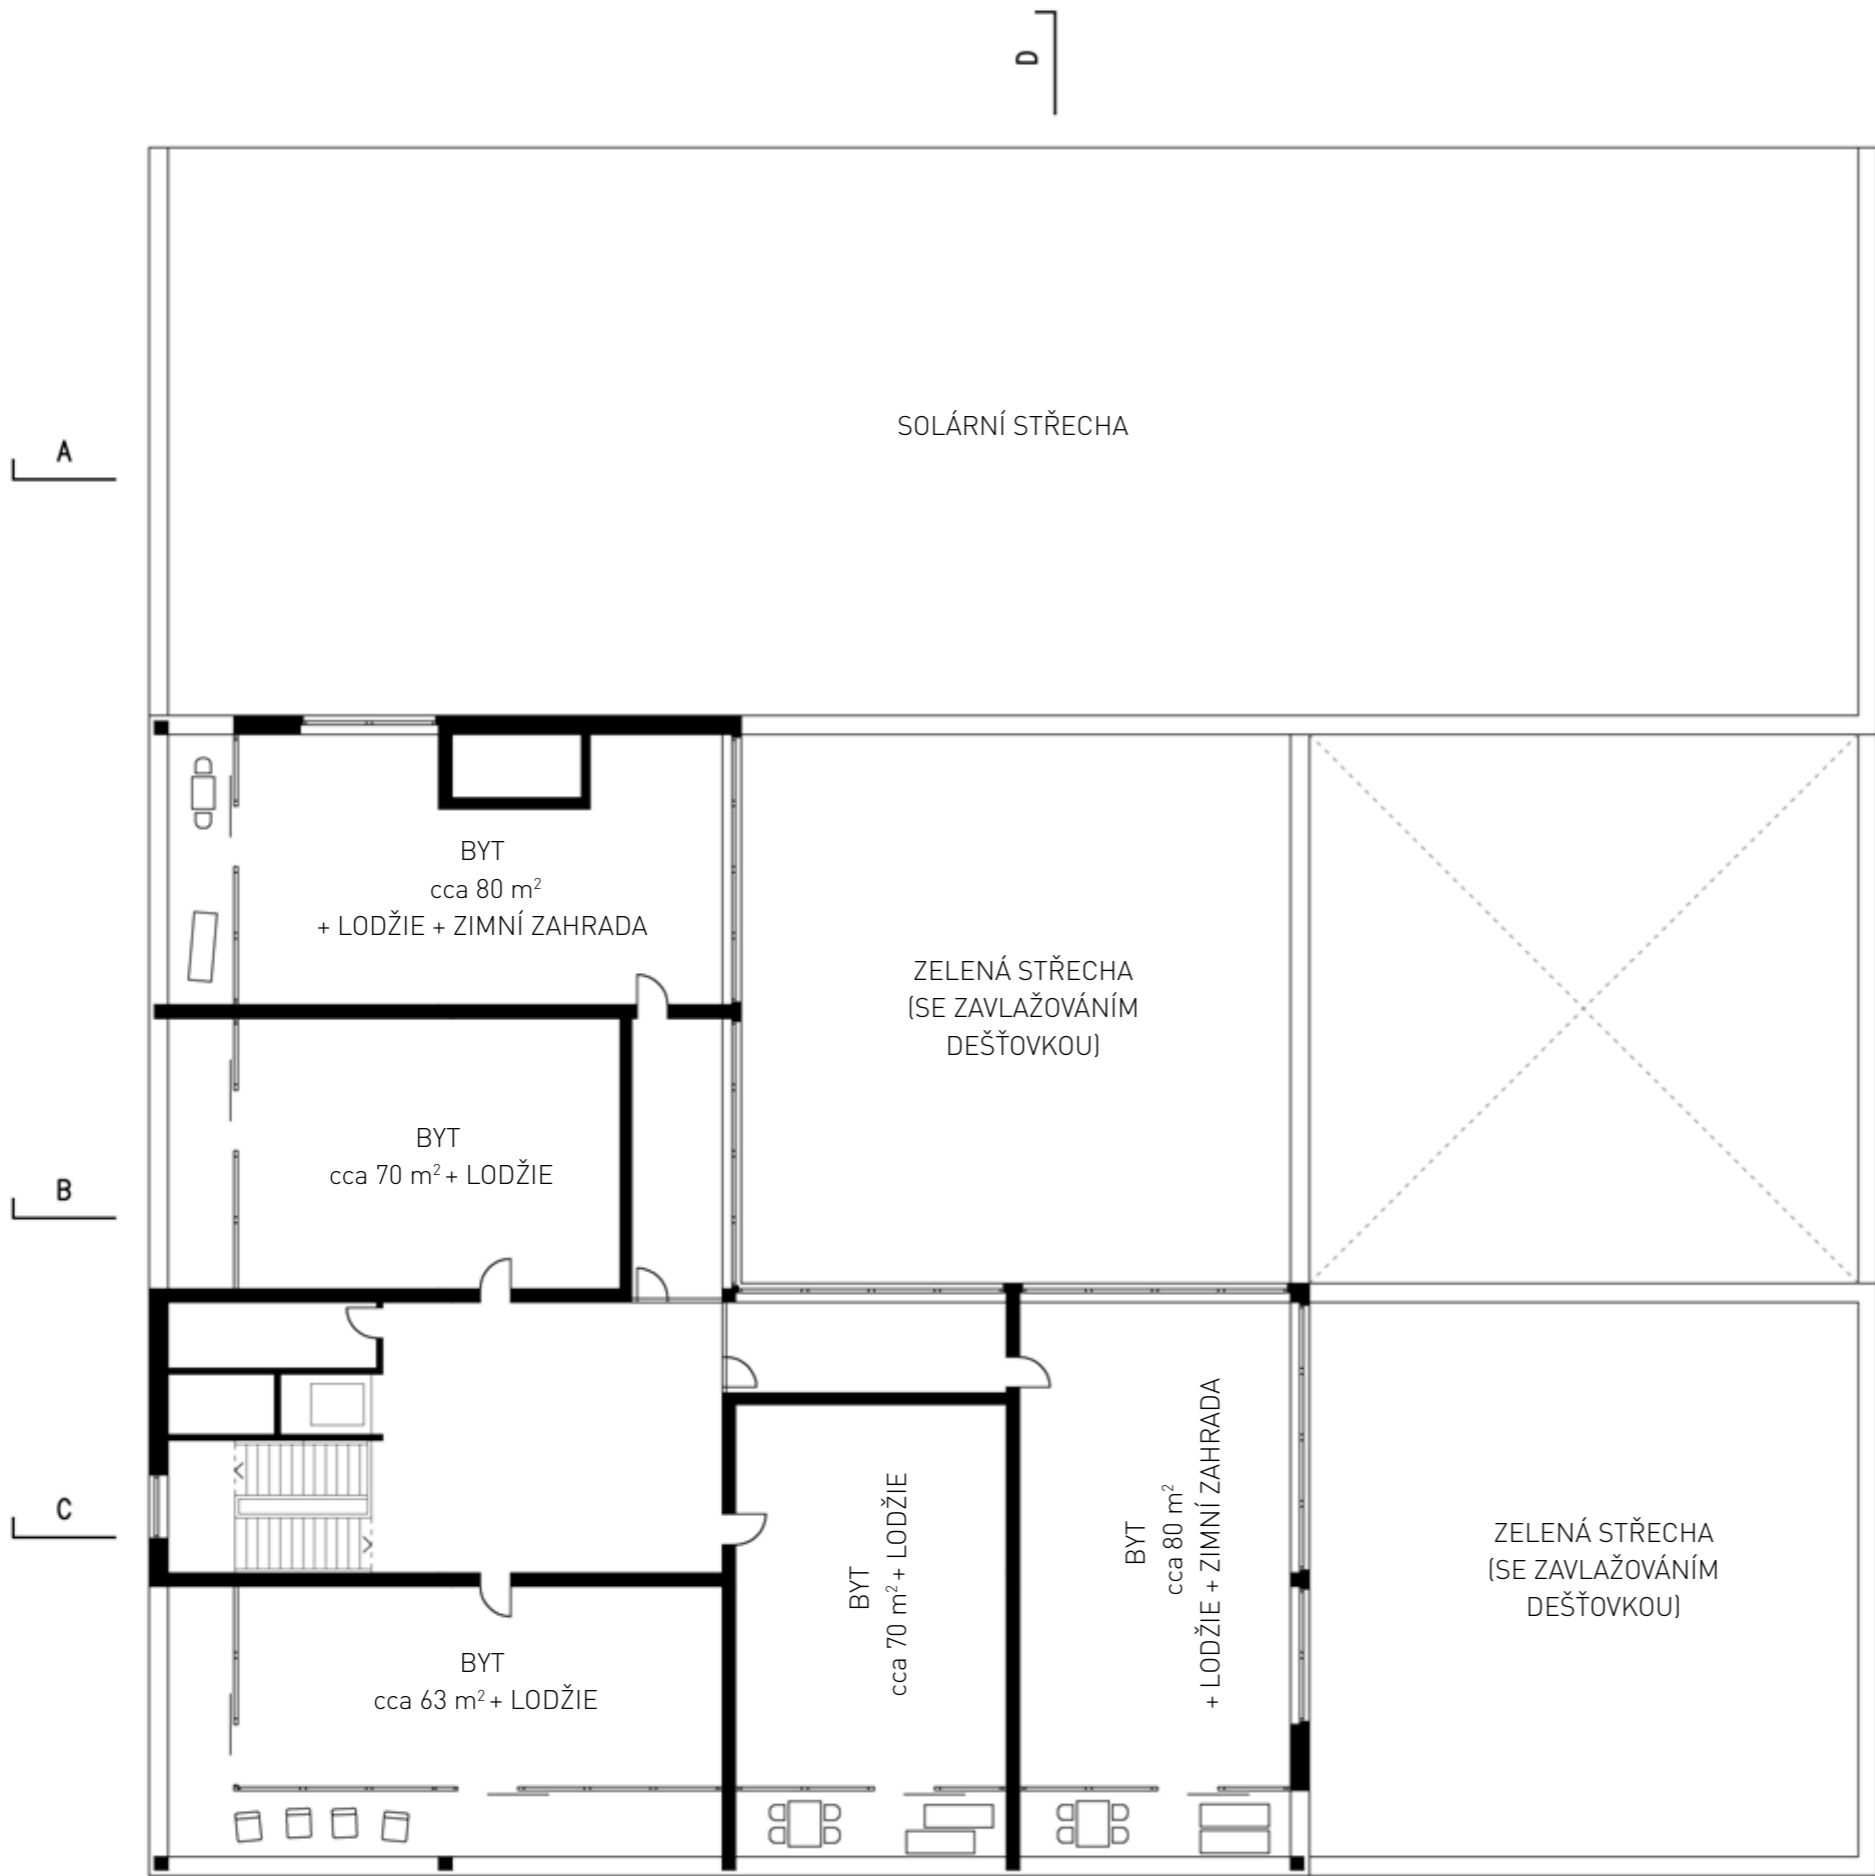 D
SOLÁRNÍ STŘECHA
A
BYT
cca 80 m²
+ LODŽIE + ZIMNÍ ZAHRADA
ZELENÁ STŘECHA
(SE ZAVLAŽOVÁNÍM
DEŠŤOVKOU)
BYT
cca 70 m² + LODŽIE
B
C
BYT
cca 63 m² + LODŽIE
BYT
cca 70 m² + LODŽIE
BYT
cca 80 m²
+ LODŽIE + ZIMNÍ ZAHRADA
ZELENÁ STŘECHA
(SE ZAVLAŽOVÁNÍM
DEŠŤOVKOU)